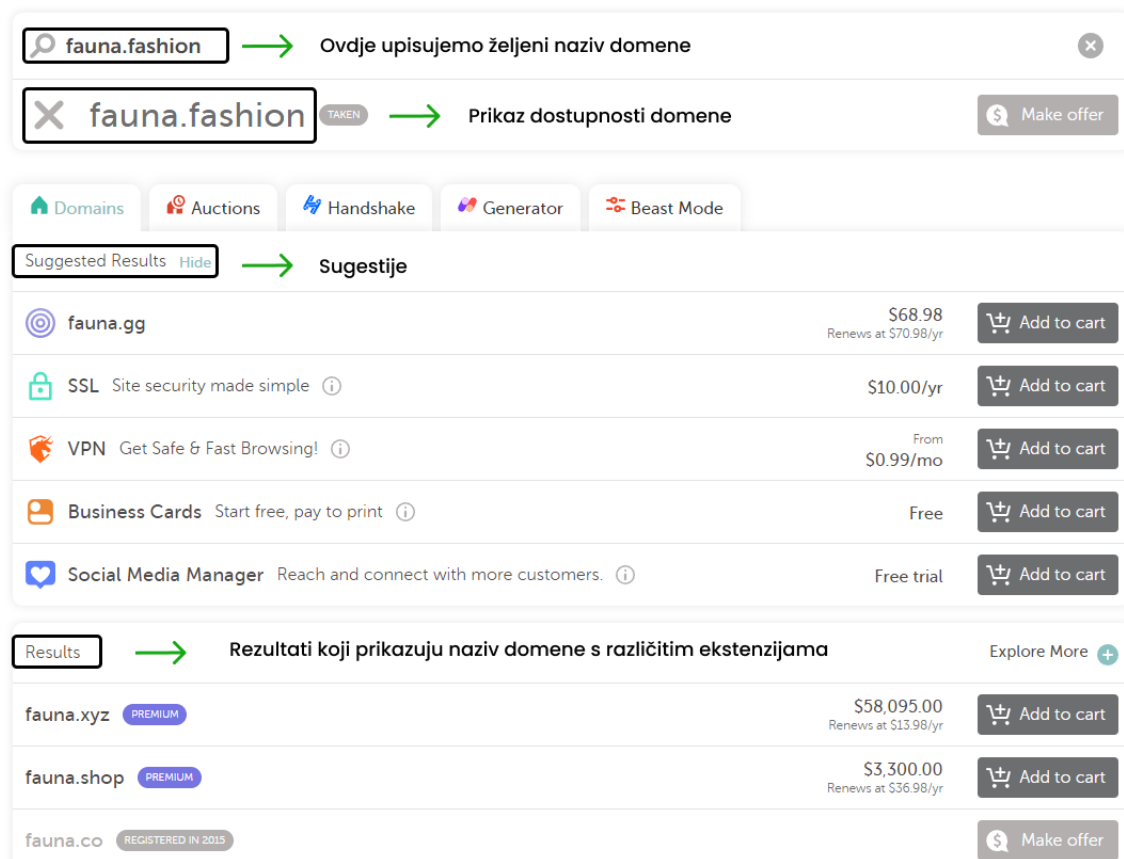 fauna.fashion Ovdje upisujemo željeni naziv domene
fauna.fashion TAKEN Prikaz dostupnosti domene Make offer
Domains Auctions Handshake Generator Beast Mode
Suggested Results Hide Sugestije
fauna.gg $68.98 Add to cart
Renews at $70.98/yr
SSL Site security made simple $10.00/yr Add to cart
VPN Get Safe & Fast Browsing! From
$0.99/mo Add to cart
Business Cards Start free, pay to print Free Add to cart
Social Media Manager Reach and connect with more customers. Free trial Add to cart
Results Rezultati koji prikazuju naziv domene s različitim ekstenzijama Explore More
fauna.xyz PREMIUM $58,095.00 Add to cart
Renews at $13.98/yr
fauna.shop PREMIUM $3,300.00 Add to cart
Renews at $36.98/yr
fauna.co REGISTERED IN 2015 Make offer